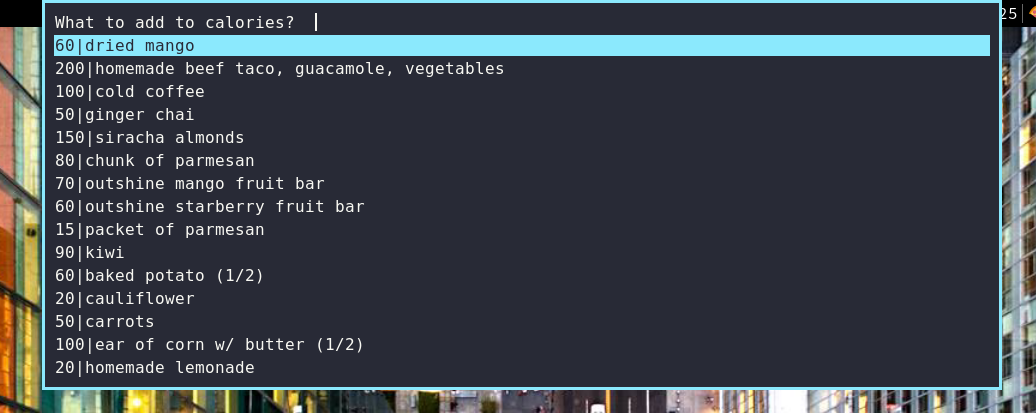 What to add to calories?
25
60|dried mango
200|homemade beef taco, guacamole, vegetables
100|cold coffee
50|ginger chai
150|siracha almonds
80|chunk of parmesan
70|outshine mango fruit bar
60|outshine starberry fruit bar
15|packet of parmesan
90|kiwi
60|baked potato (1/2)
20|cauliflower
50|carrots
100|ear of corn w/ butter (1/2)
20|homemade lemonade